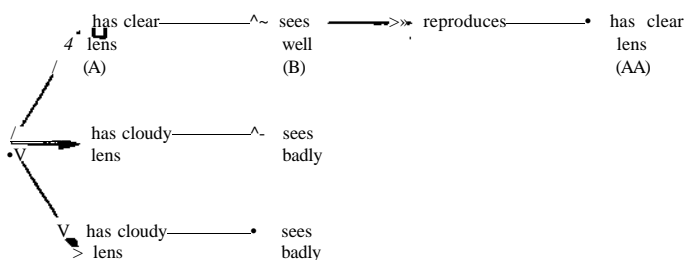 has clear sees reproduces has clear
lens well lens
(A) (B) (AA)
has cloudy sees
lens badly
has cloudy sees
lens badly